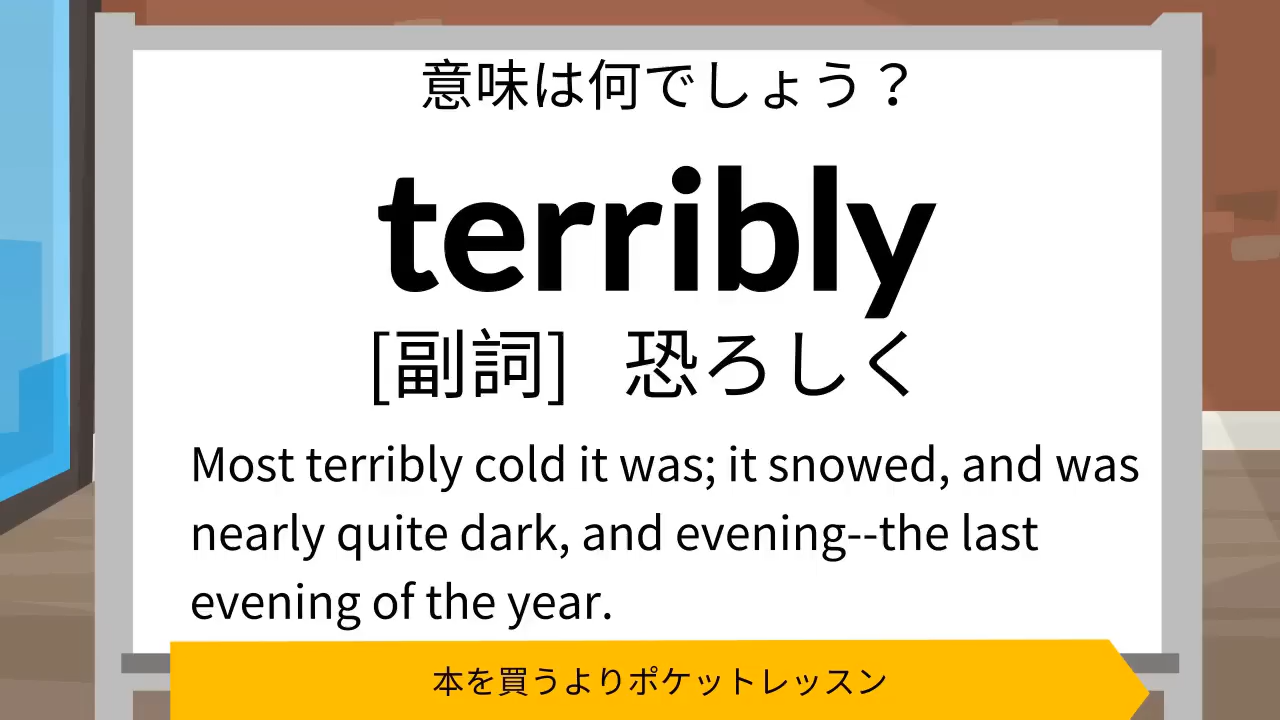 意味は何でしょう？
terribly
[副詞] 恐ろしく
Most terribly cold it was; it snowed, and was
nearly quite dark, and evening--the last
evening of the year.
本を買うよりポケットレッスン